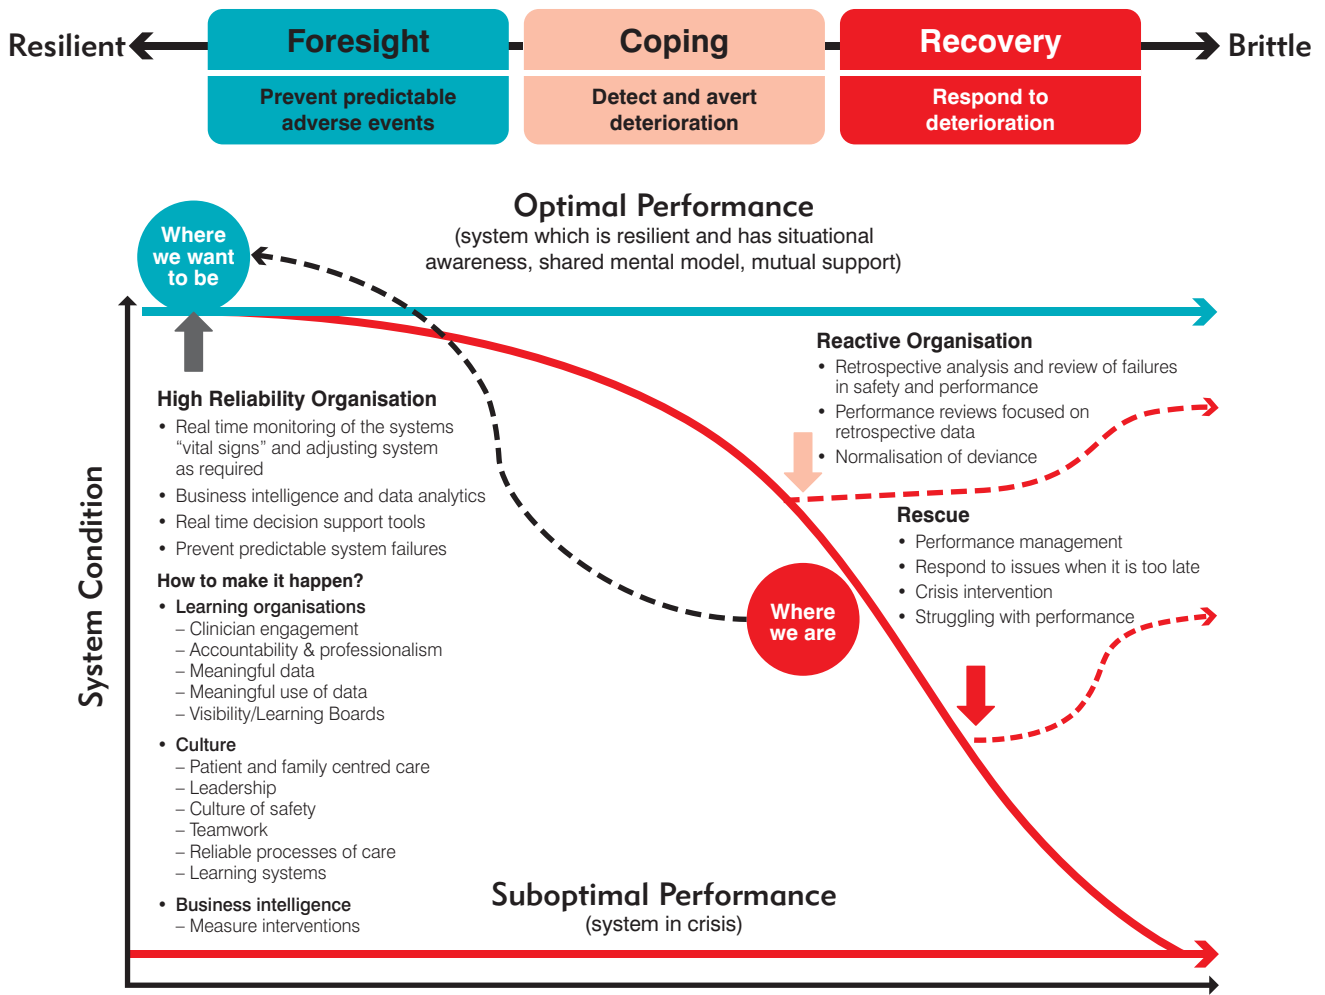 Resilient
Foresight
Prevent predictable
adverse events
Coping
Detect and avert
deterioration
Recovery
Respond to
deterioration
Brittle
Optimal Performance
(system which is resilient and has situational
awareness, shared mental model, mutual support)
Where
we want
to be
System Condition
High Reliability Organisation
• Real time monitoring of the systems
“vital signs” and adjusting system
as required
• Business intelligence and data analytics
• Real time decision support tools
• Prevent predictable system failures
How to make it happen?
• Learning organisations
– Clinician engagement
– Accountability & professionalism
– Meaningful data
– Meaningful use of data
– Visibility/Learning Boards
• Culture
– Patient and family centred care
– Leadership
– Culture of safety
– Teamwork
– Reliable processes of care
– Learning systems
• Business intelligence
– Measure interventions
Reactive Organisation
• Retrospective analysis and review of failures
in safety and performance
• Performance reviews focused on
retrospective data
• Normalisation of deviance
Where
we are
Rescue
• Performance management
• Respond to issues when it is too late
• Crisis intervention
• Struggling with performance
Suboptimal Performance
(system in crisis)